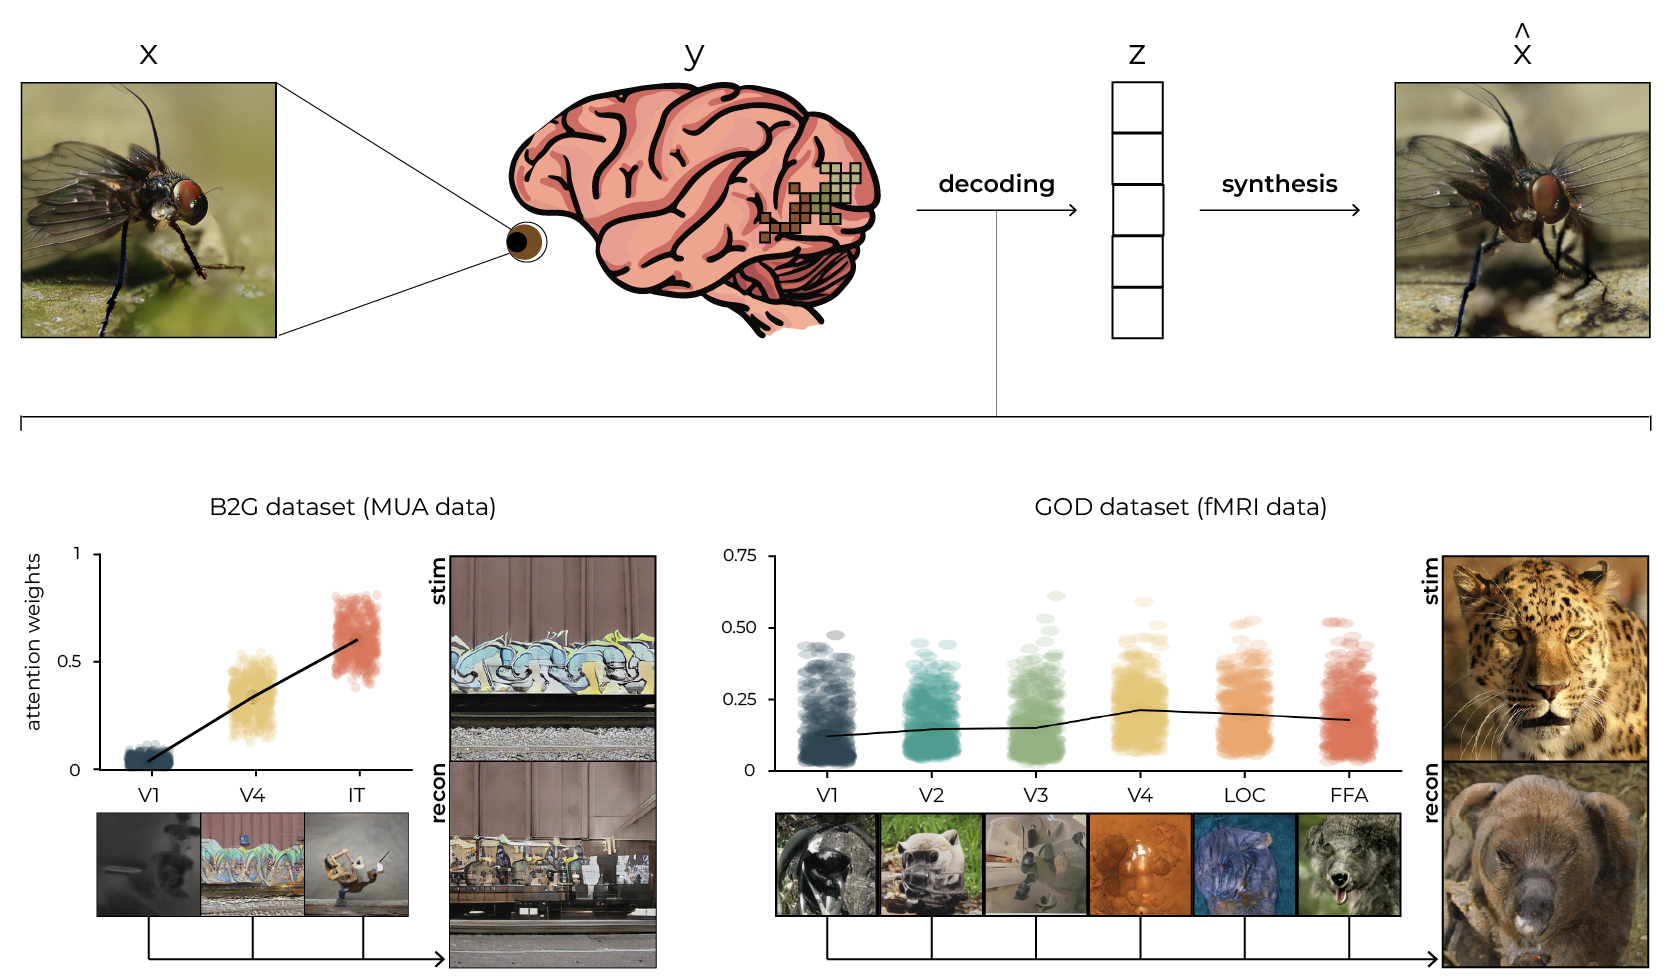 x
y
z
^
x
decoding
synthesis
B2G dataset (MUA data)
attention weights
1
0.5
0
V1
V4
IT
stim
recon
GOD dataset (fMRI data)
0.75
0.50
0.25
0
V1
V2
V3
V4
LOC
FFA
stim
recon